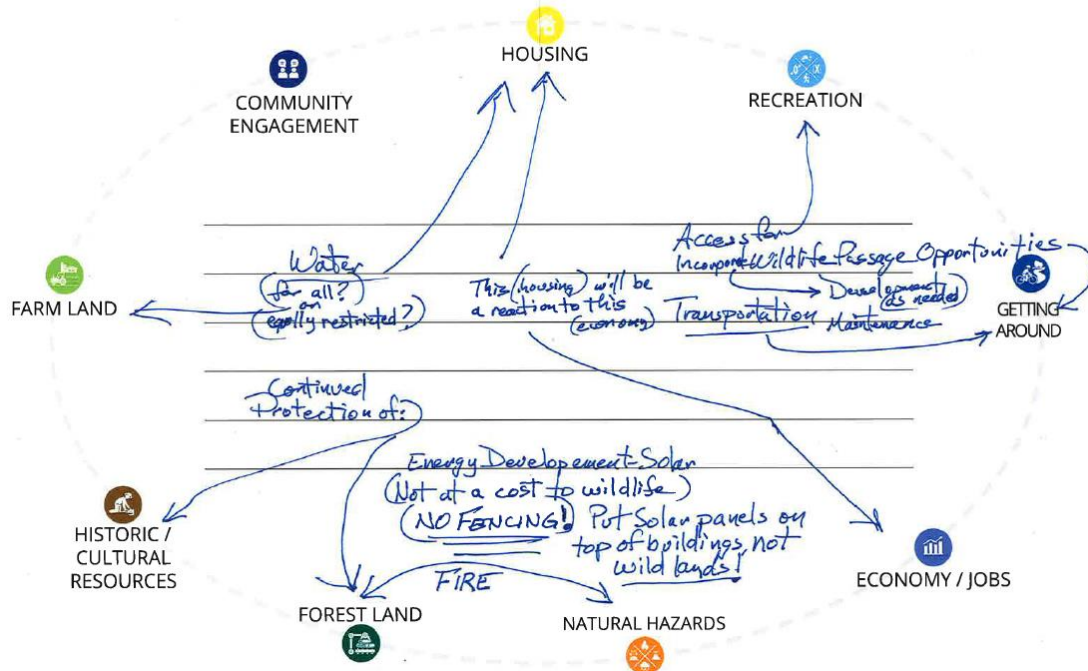 HOUSING
COMMUNITY
ENGAGEMENT
RECREATION
FARM LAND
Water
(for all?
or
equally restricted?)
This (housing) will be
a reaction to this
(economy)
Access for
Incorporate Wildlife Passage Opportunities
Development
(as needed)
Transportation
Maintenance
GETTING
AROUND
Continued
Protection of:
Energy Developement-Solar
(Not at a cost to wildlife)
(NO FENCING!)
Put Solar panels on
top of buildings, not
wild lands!
HISTORIC /
CULTURAL
RESOURCES
FIRE
FOREST LAND
NATURAL HAZARDS
ECONOMY / JOBS